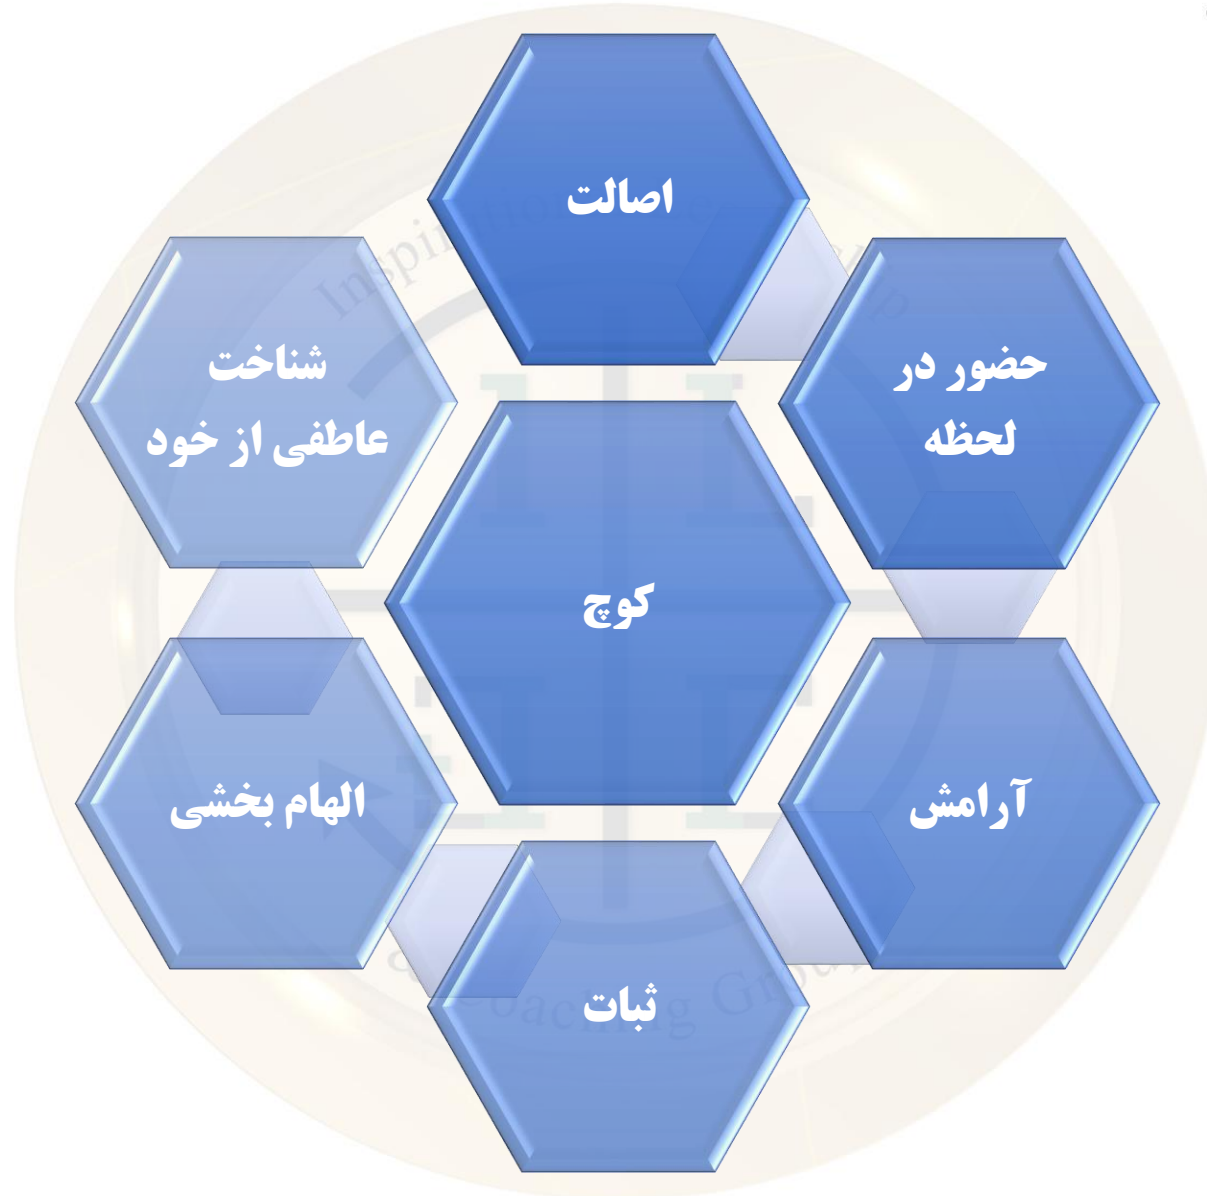 اصالت
حضور در
لحظه
آرامش
ثبات
الهام بخشی
شناخت
عاطفی از خود
کوچ